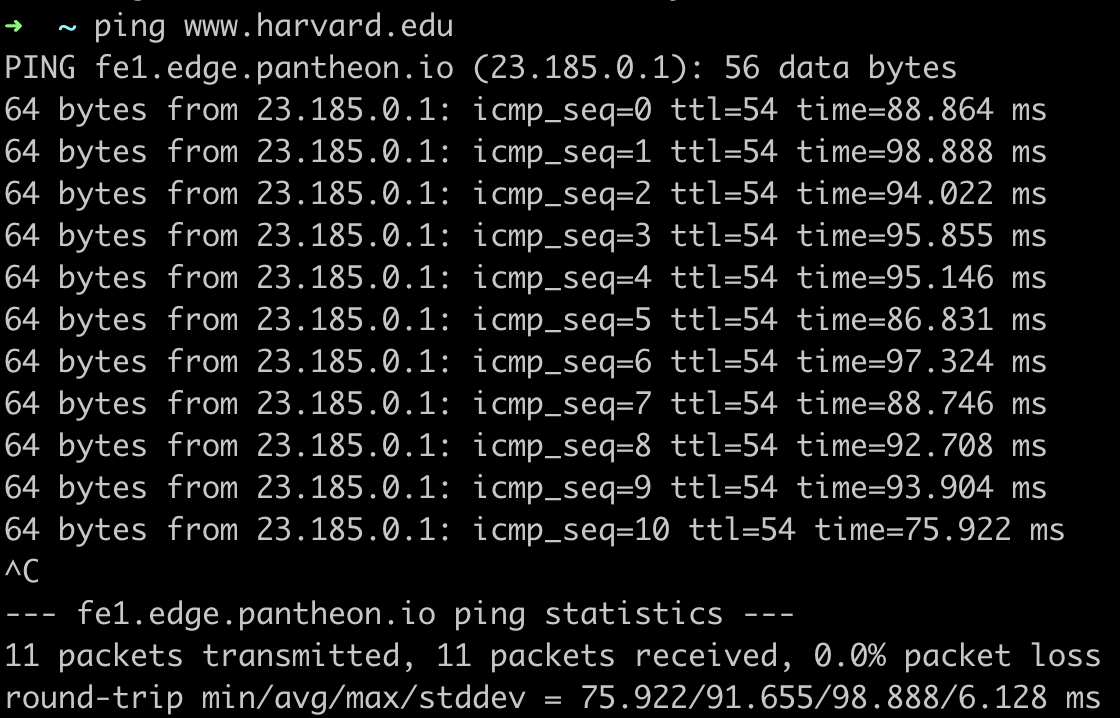 ➜  ~ ping www.harvard.edu
PING fe1.edge.pantheon.io (23.185.0.1): 56 data bytes
64 bytes from 23.185.0.1: icmp_seq=0 ttl=54 time=88.864 ms
64 bytes from 23.185.0.1: icmp_seq=1 ttl=54 time=98.888 ms
64 bytes from 23.185.0.1: icmp_seq=2 ttl=54 time=94.022 ms
64 bytes from 23.185.0.1: icmp_seq=3 ttl=54 time=95.855 ms
64 bytes from 23.185.0.1: icmp_seq=4 ttl=54 time=95.146 ms
64 bytes from 23.185.0.1: icmp_seq=5 ttl=54 time=86.831 ms
64 bytes from 23.185.0.1: icmp_seq=6 ttl=54 time=97.324 ms
64 bytes from 23.185.0.1: icmp_seq=7 ttl=54 time=88.746 ms
64 bytes from 23.185.0.1: icmp_seq=8 ttl=54 time=92.708 ms
64 bytes from 23.185.0.1: icmp_seq=9 ttl=54 time=93.904 ms
64 bytes from 23.185.0.1: icmp_seq=10 ttl=54 time=75.922 ms
^C
--- fe1.edge.pantheon.io ping statistics ---
11 packets transmitted, 11 packets received, 0.0% packet loss
round-trip min/avg/max/stddev = 75.922/91.655/98.888/6.128 ms